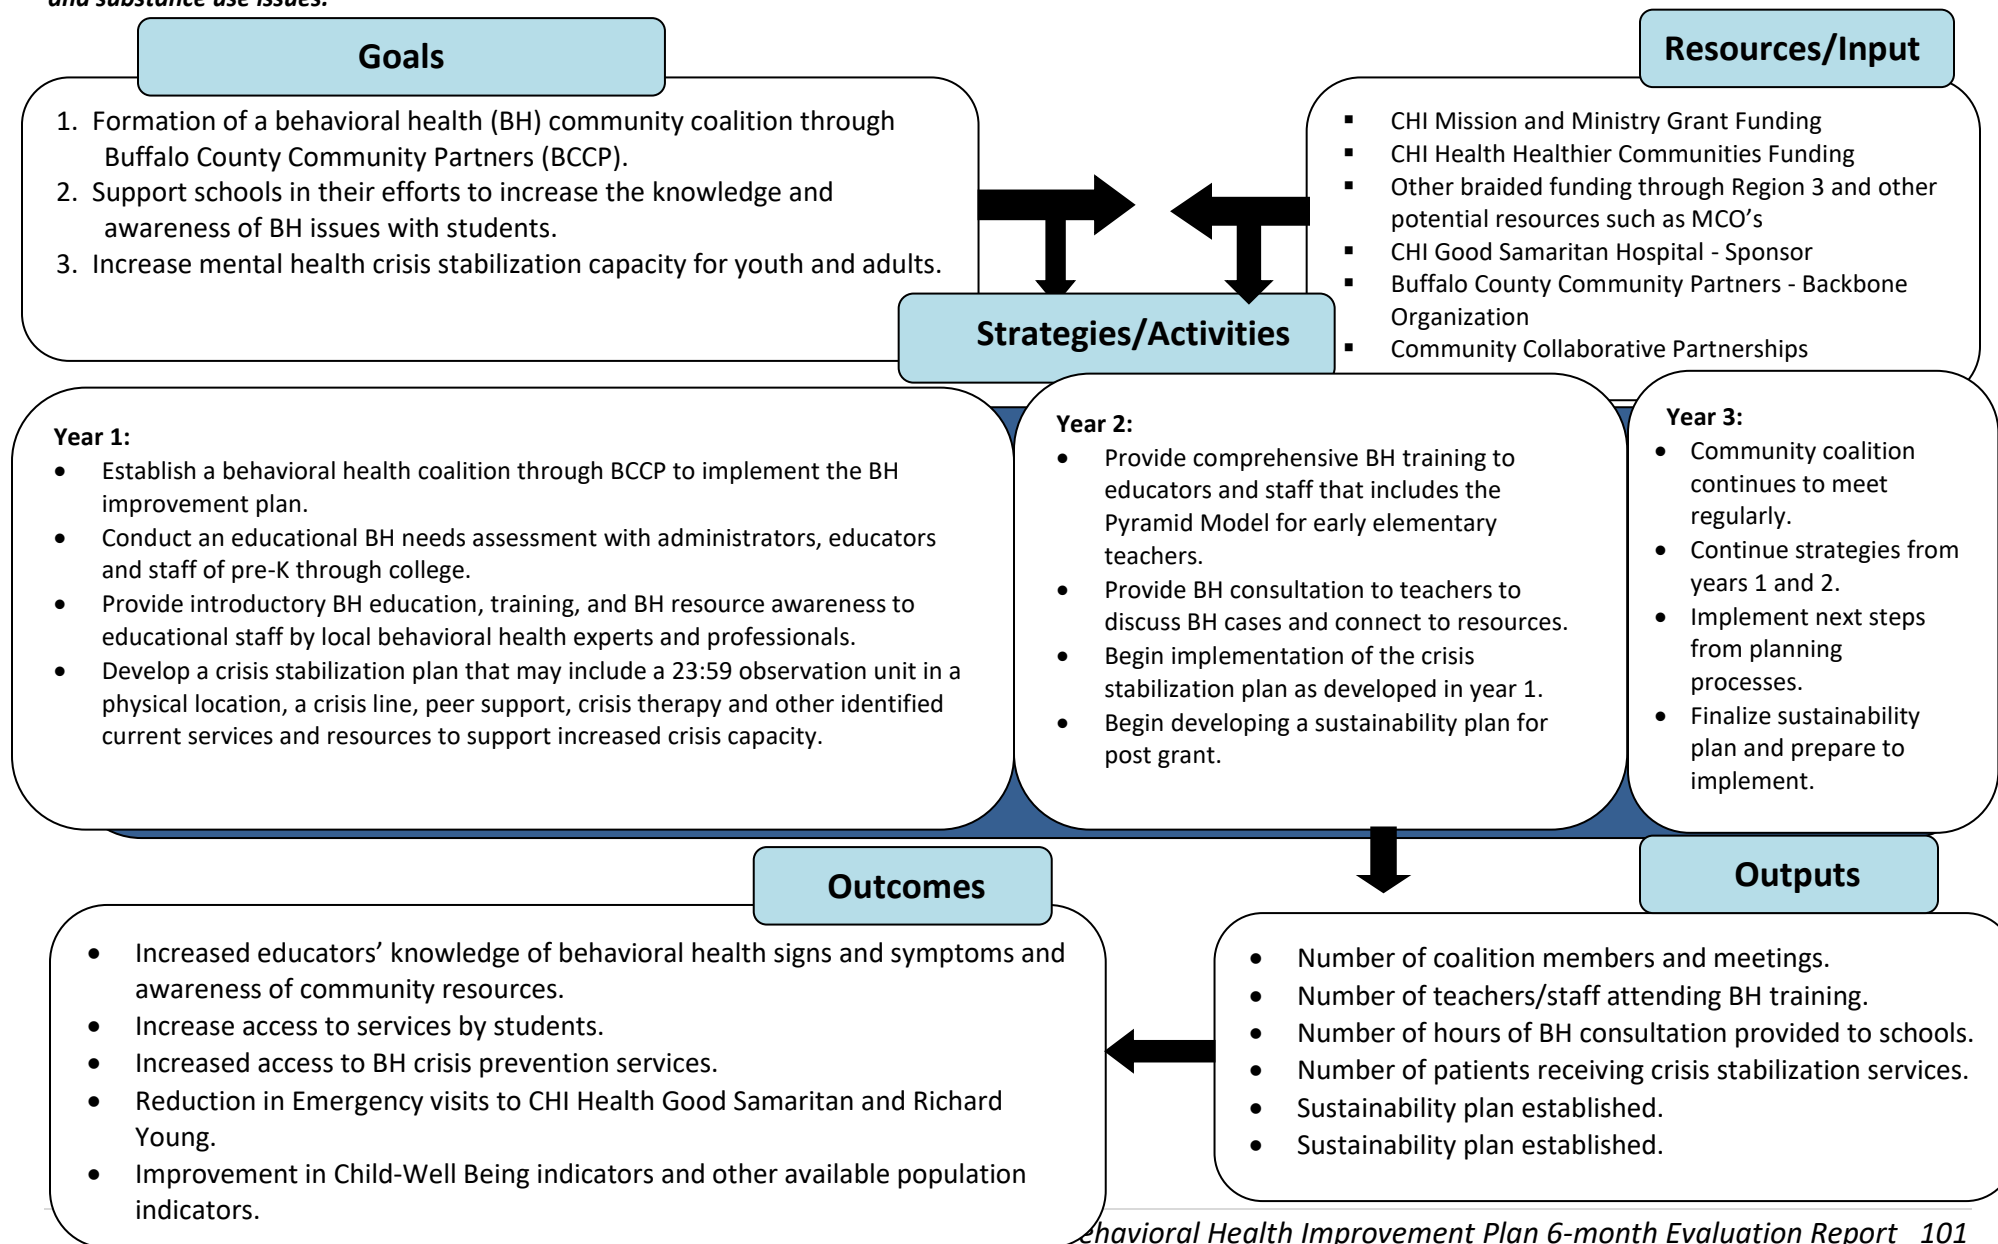 and substance use issues.
Goals
1. Formation of a behavioral health (BH) community coalition through
Buffalo County Community Partners (BCCP).
2. Support schools in their efforts to increase the knowledge and
awareness of BH issues with students.
3. Increase mental health crisis stabilization capacity for youth and adults.
Resources/Input
▪ CHI Mission and Ministry Grant Funding
▪ CHI Health Healthier Communities Funding
▪ Other braided funding through Region 3 and other
potential resources such as MCO's
▪ CHI Good Samaritan Hospital - Sponsor
▪ Buffalo County Community Partners - Backbone
Organization
▪ Community Collaborative Partnerships
Strategies/Activities
Year 1:
• Establish a behavioral health coalition through BCCP to implement the BH
improvement plan.
• Conduct an educational BH needs assessment with administrators, educators
and staff of pre-K through college.
• Provide introductory BH education, training, and BH resource awareness to
educational staff by local behavioral health experts and professionals.
• Develop a crisis stabilization plan that may include a 23:59 observation unit in a
physical location, a crisis line, peer support, crisis therapy and other identified
current services and resources to support increased crisis capacity.
Year 2:
• Provide comprehensive BH training to
educators and staff that includes the
Pyramid Model for early elementary
teachers.
• Provide BH consultation to teachers to
discuss BH cases and connect to resources.
• Begin implementation of the crisis
stabilization plan as developed in year 1.
• Begin developing a sustainability plan for
post grant.
Year 3:
• Community coalition
continues to meet
regularly.
• Continue strategies from
years 1 and 2.
• Implement next steps
from planning
processes.
• Finalize sustainability
plan and prepare to
implement.
Outcomes
• Increased educators' knowledge of behavioral health signs and symptoms and
awareness of community resources.
• Increase access to services by students.
• Increased access to BH crisis prevention services.
• Reduction in Emergency visits to CHI Health Good Samaritan and Richard
Young.
• Improvement in Child-Well Being indicators and other available population
indicators.
Outputs
• Number of coalition members and meetings.
• Number of teachers/staff attending BH training.
• Number of hours of BH consultation provided to schools.
• Number of patients receiving crisis stabilization services.
• Sustainability plan established.
• Sustainability plan established.
ehavioral Health Improvement Plan 6-month Evaluation Report 101